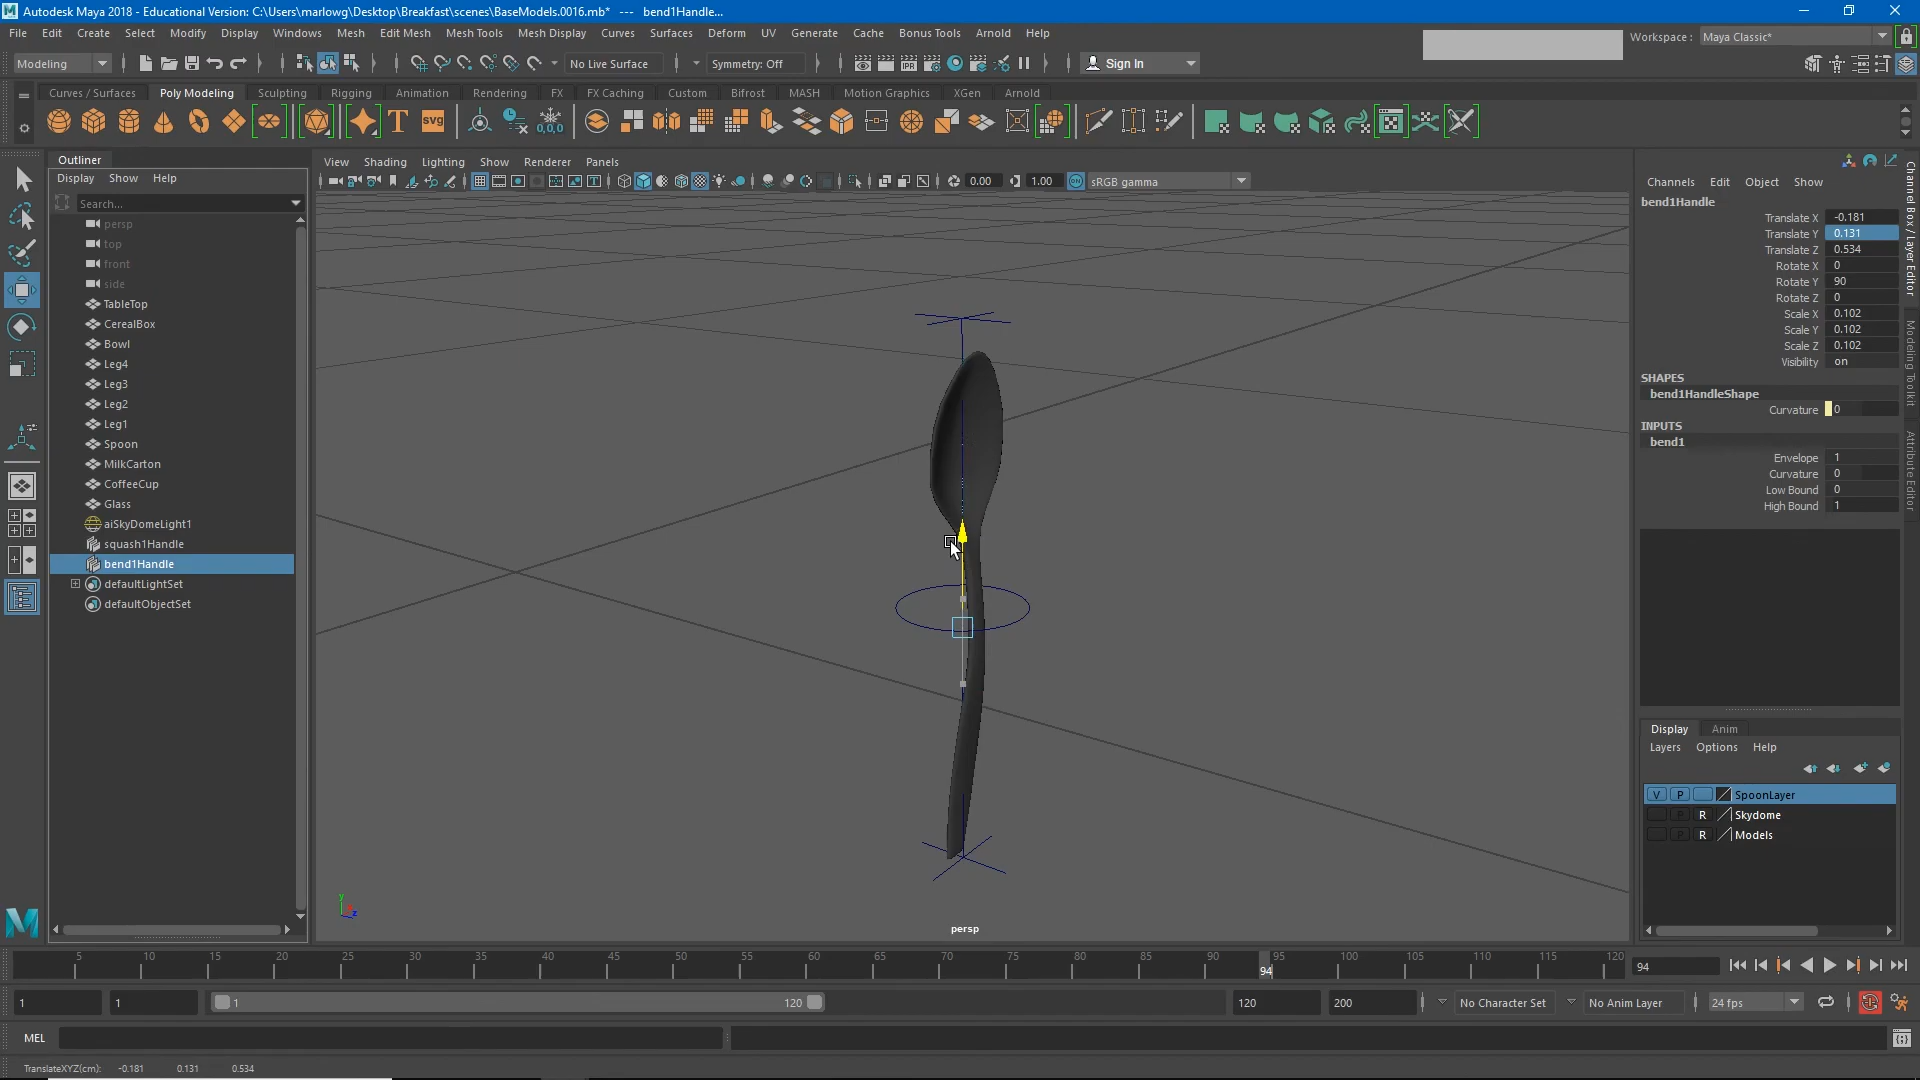 Autodesk Maya 2018 - Educational Version: C:\Users\marlowg\Desktop\Breakfast\scenes\BaseModels.0016.mb* --- bend1Handle...
File Edit Create Select Modify Display Windows Mesh Edit Mesh Mesh Tools Mesh Display Curves Surfaces Deform UV Generate Cache Bonus Tools Arnold Help
Workspace : Maya Classic*
Modeling No Live Surface Symmetry: Off Sign In
Curves / Surfaces Poly Modeling Sculpting Rigging Animation Rendering FX FX Caching Custom Bifrost MASH Motion Graphics XGen Arnold
Outliner
Display Show Help
Search...
persp
top
front
side
TableTop
CerealBox
Bowl
Leg4
Leg3
Leg2
Leg1
Spoon
MilkCarton
CoffeeCup
Glass
aiSkyDomeLight1
squash1Handle
bend1Handle
defaultLightSet
defaultObjectSet
View Shading Lighting Show Renderer Panels
0.00 1.00 sRGB gamma
persp
Channels Edit Object Show
bend1Handle
Translate X -0.181
Translate Y 0.131
Translate Z 0.534
Rotate X 0
Rotate Y 90
Rotate Z 0
Scale X 0.102
Scale Y 0.102
Scale Z 0.102
Visibility on
SHAPES
bend1HandleShape
Curvature 0
INPUTS
bend1
Envelope 1
Curvature 0
Low Bound 0
High Bound 1
Channel Box / Layer Editor
Modeling Toolkit
Attribute Editor
Display Anim
Layers Options Help
V P SpoonLayer
P R Skydome
P R Models
5 10 15 20 25 30 35 40 45 50 55 60 65 70 75 80 85 90 95 100 105 110 115 120
94
94
1 1 1 120 120 200 No Character Set No Anim Layer 24 fps
MEL
TranslateXYZ(cm): -0.181 0.131 0.534